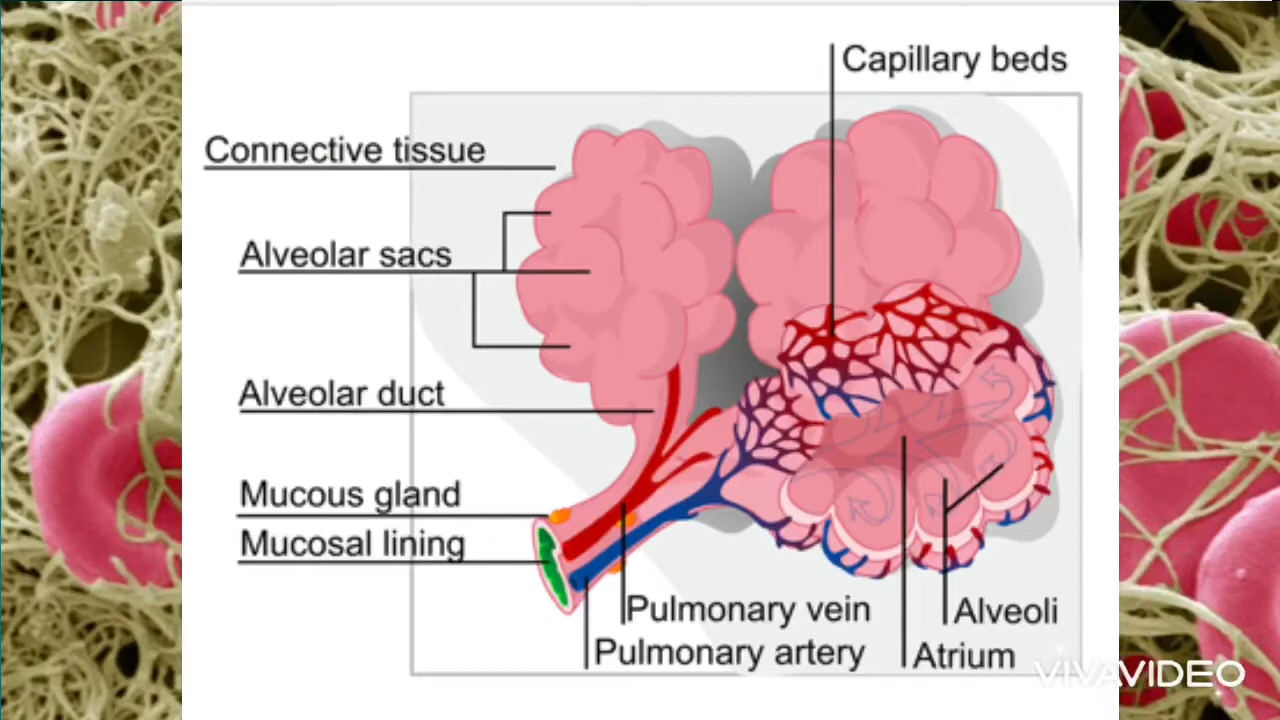 Capillary beds
Connective tissue
Alveolar sacs
Alveolar duct
Mucous gland
Mucosal lining
Pulmonary vein
Alveoli
Pulmonary artery
Atrium
VIVAVIDEO